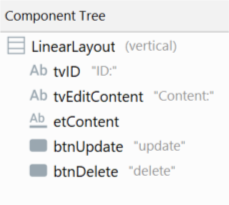 Component Tree
LinearLayout (vertical)
Ab tvID "ID:"
Ab tvEditContent "Content:"
Ab etContent
btnUpdate "update"
btnDelete "delete"